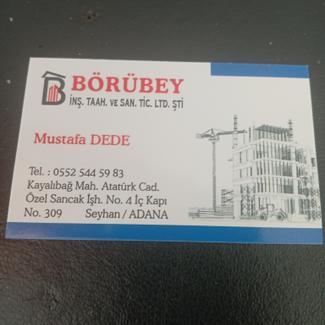 BÖRÜBEY
İNŞ. TAAH. VE SAN. TİC. LTD. ŞTİ
Mustafa DEDE
Tel. : 0552 544 59 83
Kayalıbağ Mah. Atatürk Cad.
Özel Sancak İşh. No. 4 İç Kapı
No. 309 Seyhan / ADANA